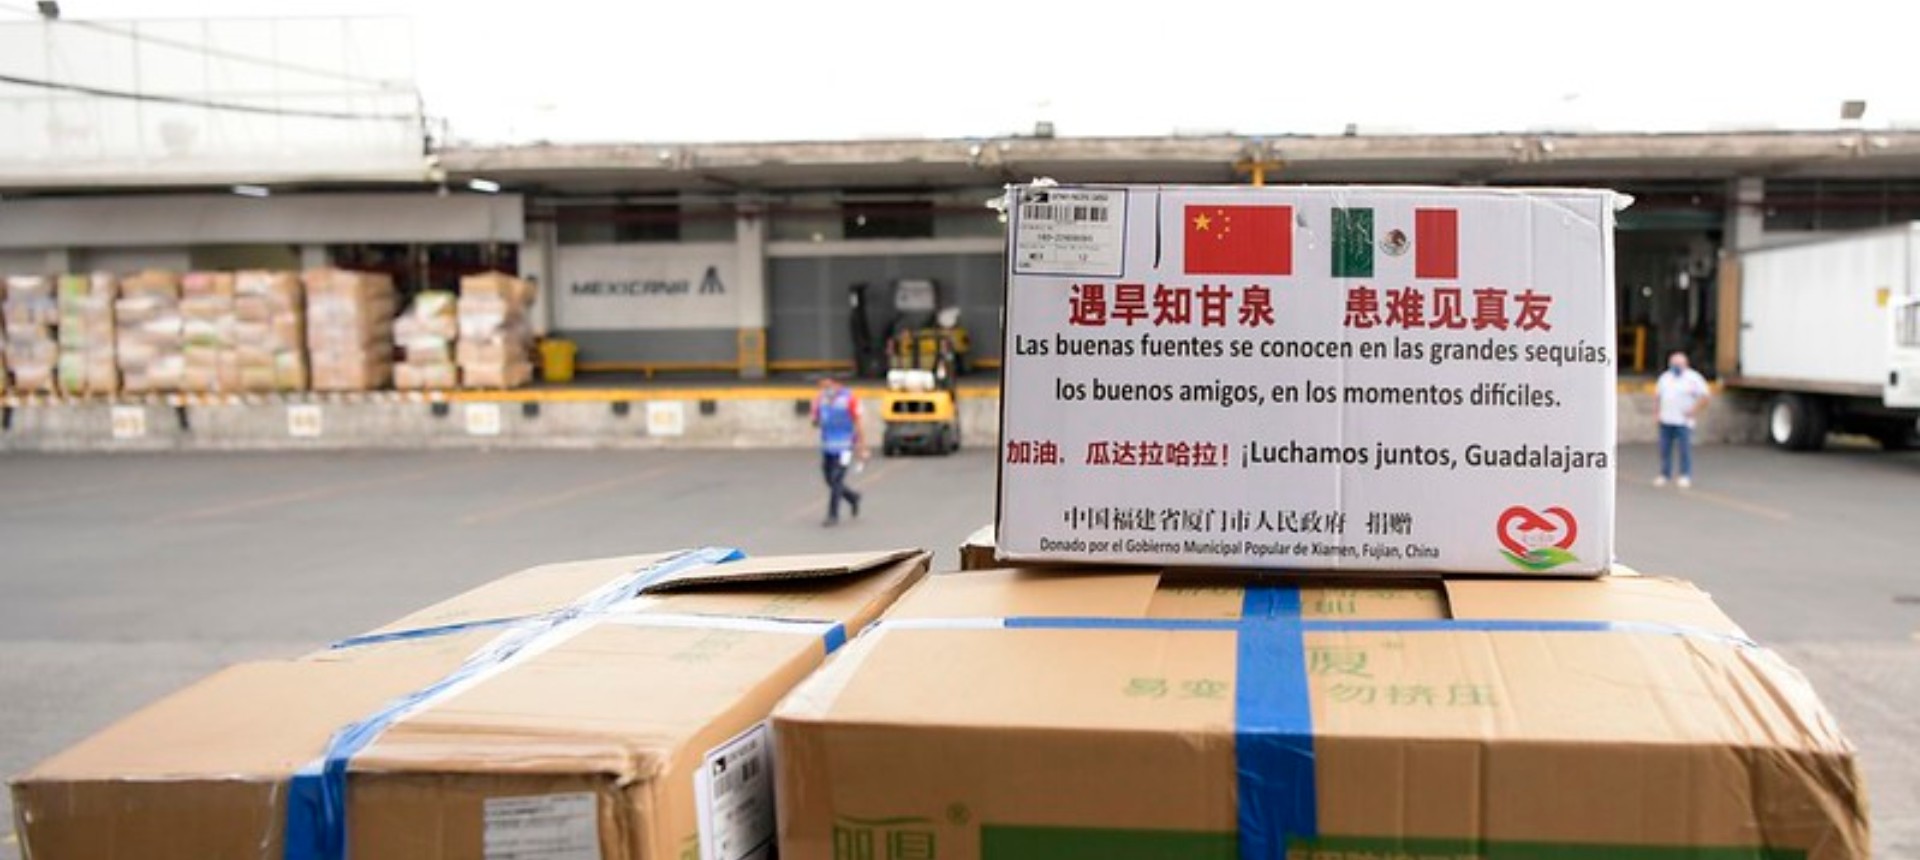 MEXICANA
遇旱知甘泉 患难见真友
Las buenas fuentes se conocen en las grandes sequías,
los buenos amigos, en los momentos difíciles.
加油，瓜达拉哈拉！ ¡Luchamos juntos, Guadalajara
中国福建省厦门市人民政府 捐赠
Donado por el Gobierno Municipal Popular de Xiamen, Fujian, China
易变 勿挤压